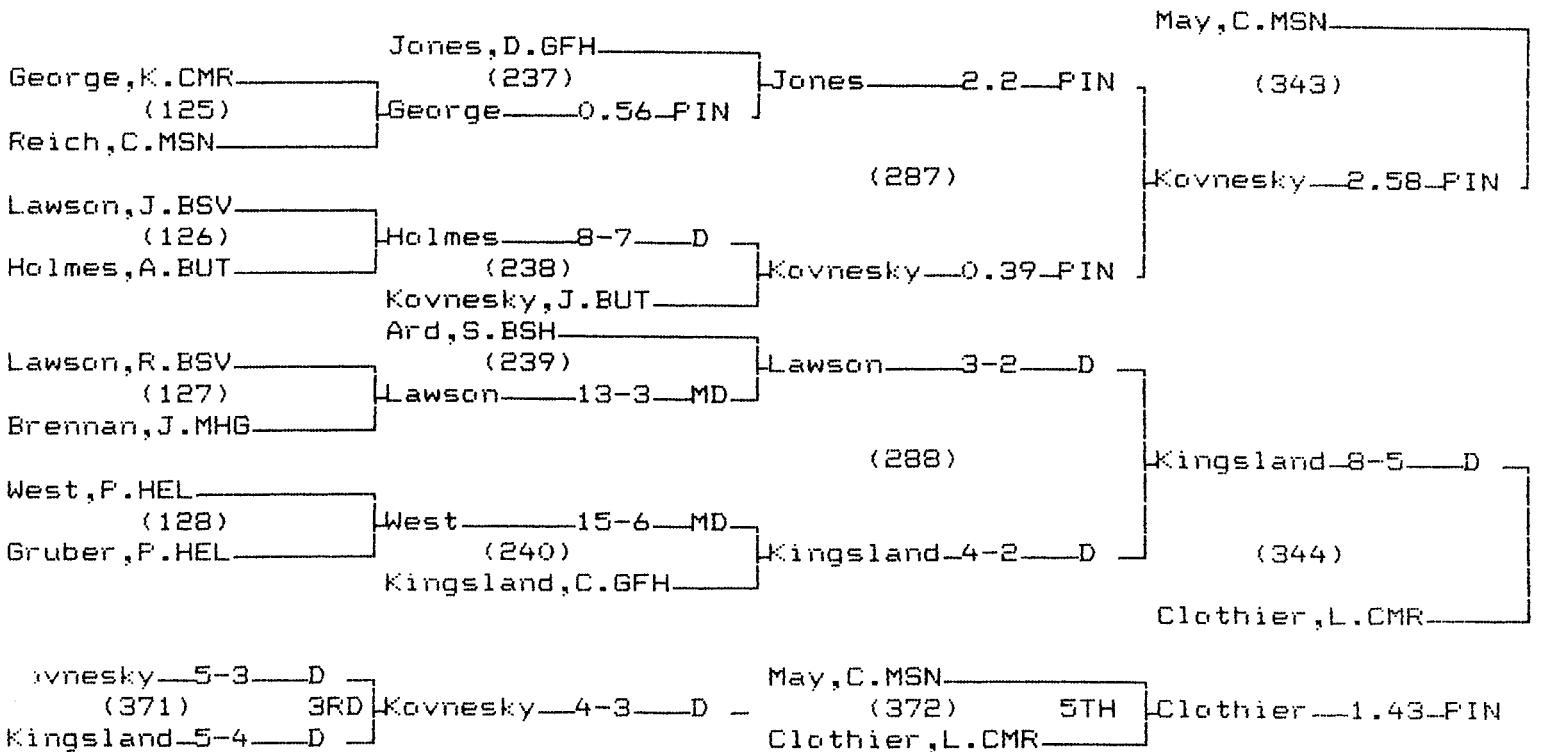 May,C.MSN
Jones,D.GFH
George,K.CMR (237) Jones 2.2 PIN (343)
(125) George 0.56 PIN
Reich,C.MSN
(287) Kovnesky 2.58 PIN
Lawson,J.BSV
(126) Holmes 8-7 D
Holmes,A.BUT (238) Kovnesky 0.39 PIN
Kovnesky,J.BUT
Ard,S.BSH
Lawson,R.BSV (239) Lawson 3-2 D
(127) Lawson 13-3 MD
Brennan,J.MHG
(288) Kingsland 8-5 D
West,P.HEL
(128) West 15-6 MD
Gruber,P.HEL (240) Kingsland 4-2 D (344)
Kingsland,C.GFH
Clothier,L.CMR
ovnesky 5-3 D May,C.MSN
(371) 3RD Kovnesky 4-3 D (372) 5TH Clothier 1.43 PIN
Kingsland 5-4 D Clothier,L.CMR